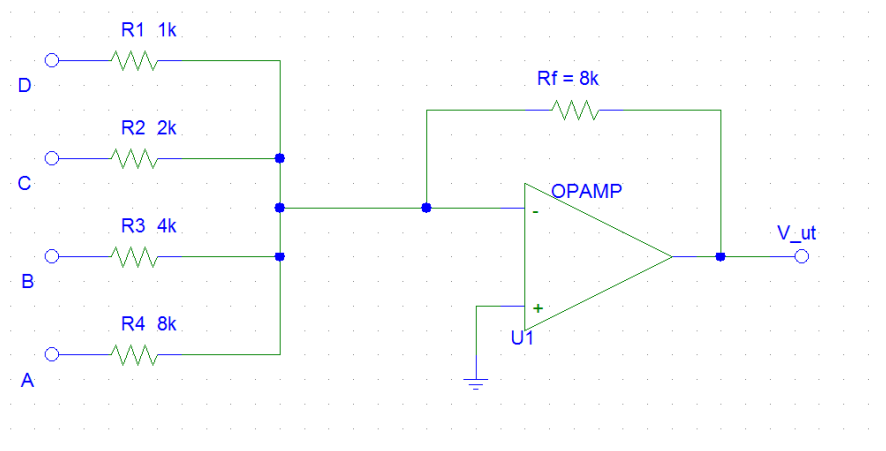 R1 1k
D
Rf = 8k
R2 2k
C
OPAMP
-
R3 4k
V_ut
B
+
R4 8k
U1
A